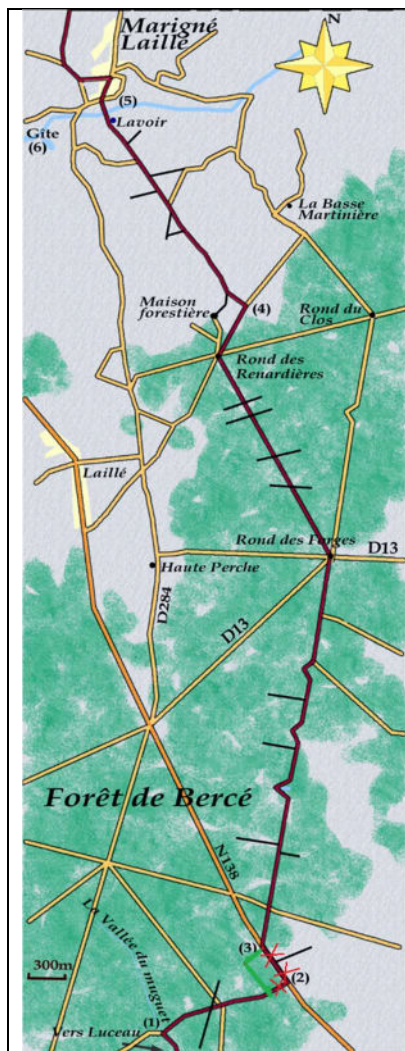 Marigné
Laillé
N
(5)
Lavoir
Gîte
(6)
La Basse
Martinière
Maison
forestière
(4)
Rond du
Clos
Rond des
Renardières
Laillé
Rond des Forges
D13
Haute Perche
D284
D13
Forêt de Bercé
N138
La Vallée du muguet
(3)
(2)
300m
(1)
Vers Luceau